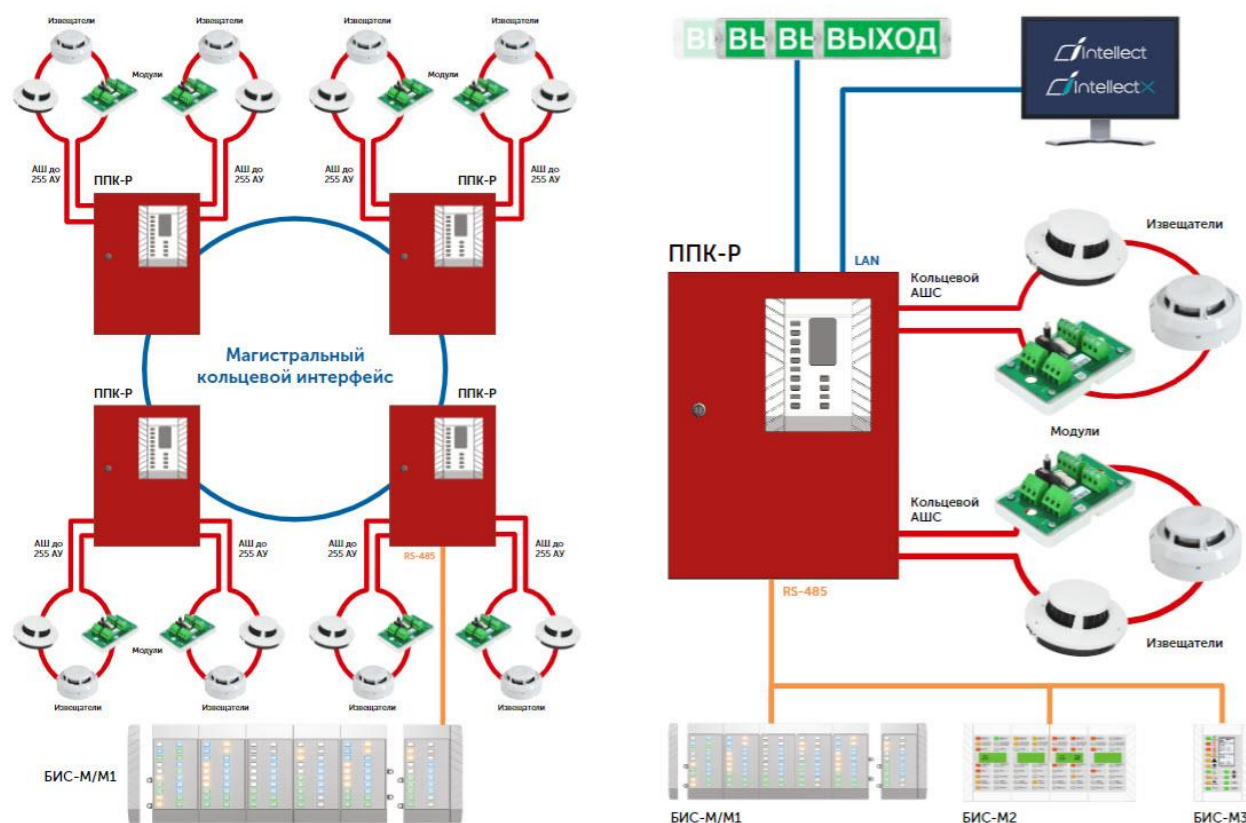 Извещатели
Извещатели
Модули
АШ до
255 АУ
АШ до
255 АУ
ППК-Р
Извещатели
Извещатели
Модули
АШ до
255 АУ
АШ до
255 АУ
ППК-Р
Магистральный
кольцевой интерфейс
ППК-Р
ППК-Р
АШ до
255 АУ
АШ до
255 АУ
АШ до
255 АУ
АШ до
255 АУ
RS-485
Модули
Модули
Извещатели
Извещатели
Извещатели
Извещатели
БИС-М/М1
ВЫ ВЫ ВЫ ВЫХОД
Intellect
IntellectX
ППК-Р
LAN
Кольцевой
АШС
Извещатели
Модули
Кольцевой
АШС
Извещатели
RS-485
БИС-М/М1
БИС-М2
БИС-М3